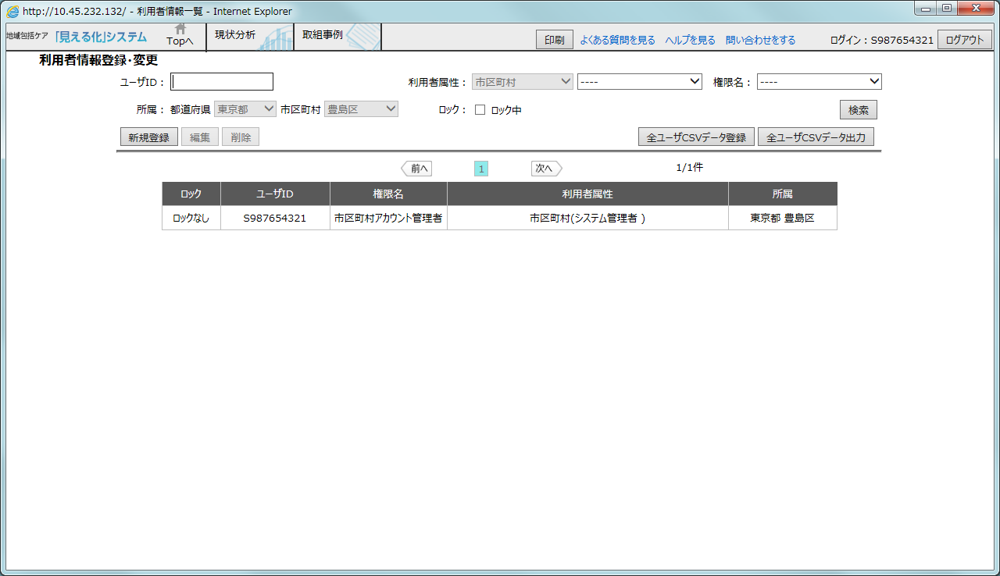 http://10.45.232.132/ - 利用者情報一覧 - Internet Explorer
地域包括ケア 「見える化」システム Topへ 現状分析 取組事例 印刷 よくある質問を見る ヘルプを見る 問い合わせをする ログイン：S987654321 ログアウト
利用者情報登録・変更
ユーザID： 利用者属性： 市区町村 ---- 権限名： ----
所属： 都道府県 東京都 市区町村 豊島区 ロック： ロック中 検索
新規登録 編集 削除 全ユーザCSVデータ登録 全ユーザCSVデータ出力
前へ 1 次へ 1/1件
ロック ユーザID 権限名 利用者属性 所属
ロックなし S987654321 市区町村アカウント管理者 市区町村(システム管理者 ) 東京都 豊島区